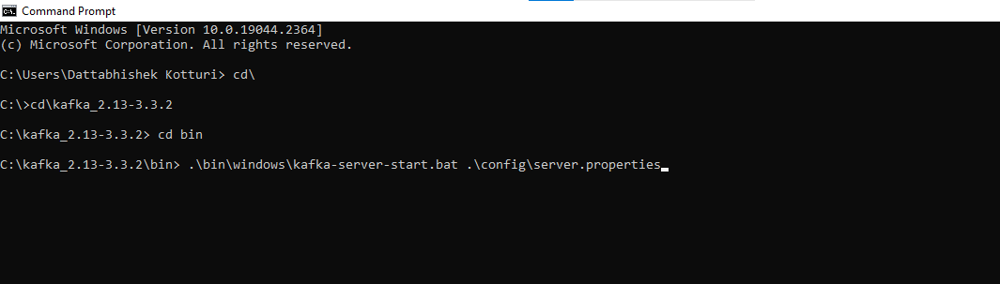 Command Prompt
Microsoft Windows [Version 10.0.19044.2364]
(c) Microsoft Corporation. All rights reserved.
C:\Users\Dattabhishek Kotturi> cd\
C:\>cd\kafka_2.13-3.3.2
C:\kafka_2.13-3.3.2> cd bin
C:\kafka_2.13-3.3.2\bin> .\bin\windows\kafka-server-start.bat .\config\server.properties